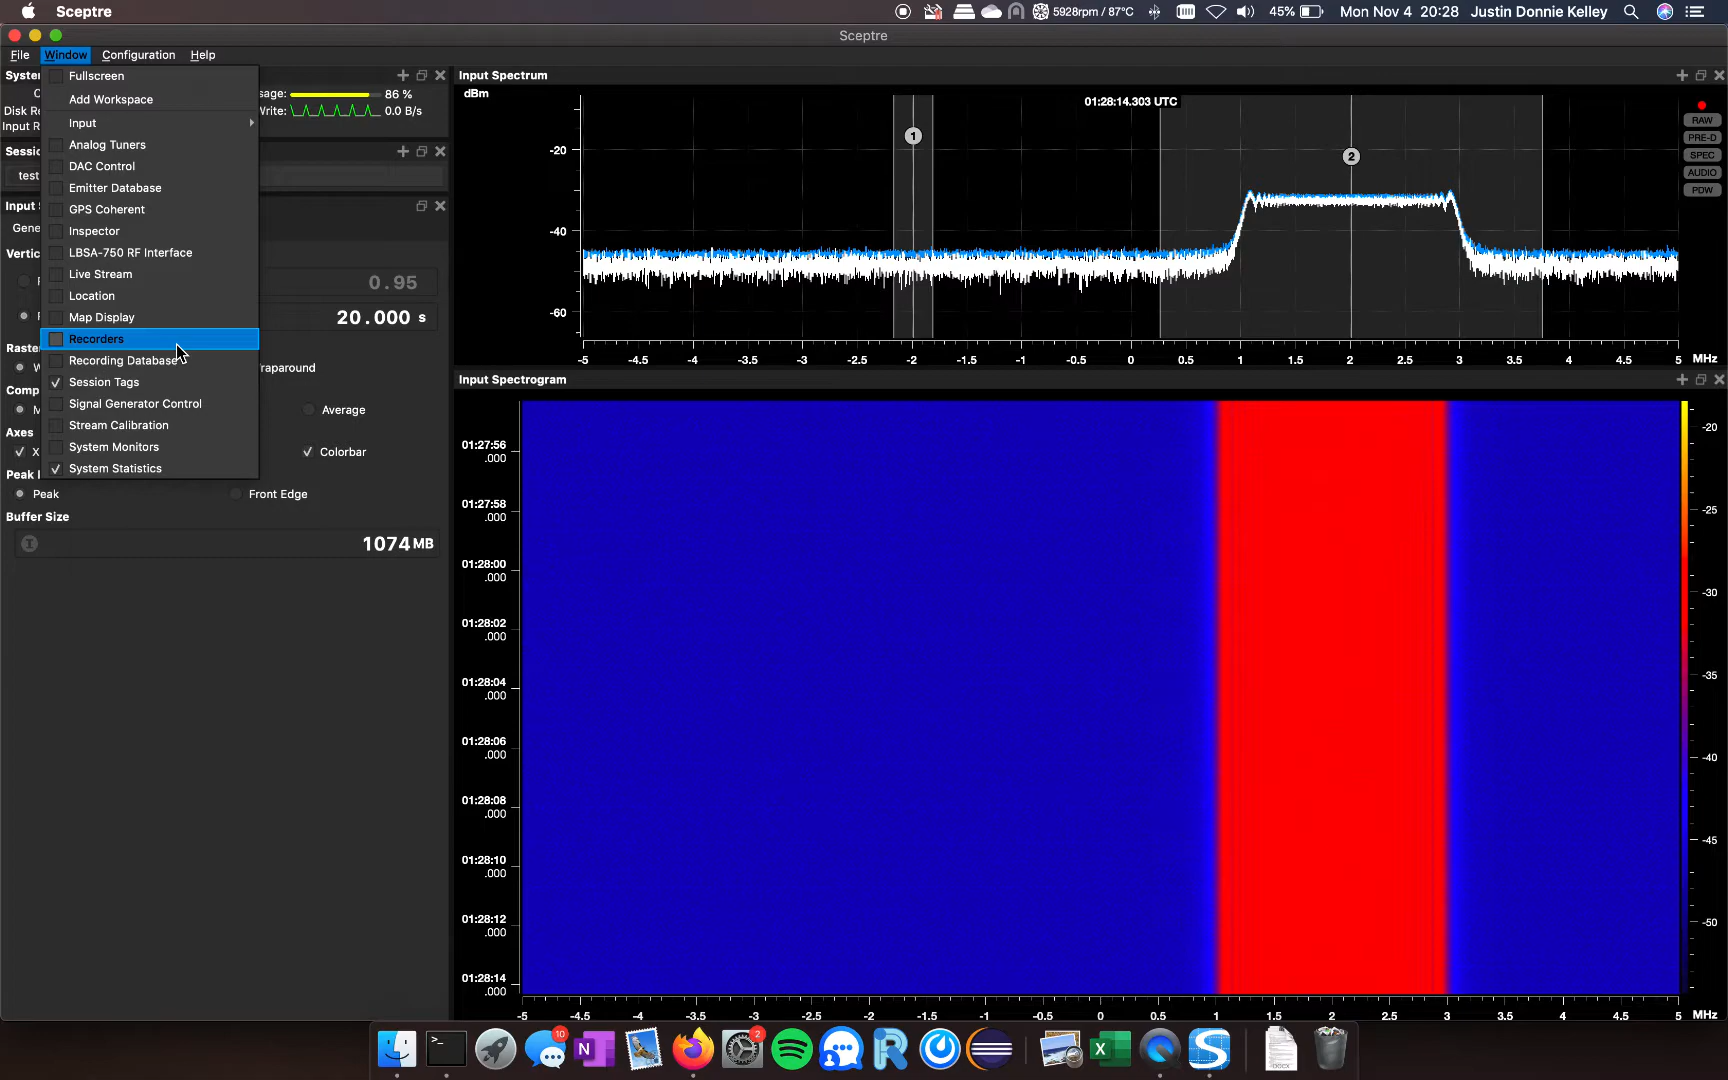 Sceptre
5928rpm / 87°C
45%
Mon Nov 4 20:28
Justin Donnie Kelley
Sceptre
File
Window
Configuration
Help
Fullscreen
Add Workspace
Input
Analog Tuners
DAC Control
Emitter Database
GPS Coherent
Inspector
LBSA-750 RF Interface
Live Stream
Location
Map Display
Recorders
Recording Database
Session Tags
Signal Generator Control
Stream Calibration
System Monitors
System Statistics
86 %
0.0 B/s
Disk Re
Input R
test
Input
0.95
20.000 s
Average
Axes
X
Colorbar
Peak
Front Edge
Buffer Size
1074 MB
Input Spectrum
dBm
01:28:14.303 UTC
1
2
-20
-40
-60
-5 -4.5 -4 -3.5 -3 -2.5 -2 -1.5 -1 -0.5 0 0.5 1 1.5 2 2.5 3 3.5 4 4.5 5 MHz
RAW
PRE-D
SPEC
AUDIO
PDW
Input Spectrogram
01:27:56
.000
01:27:58
.000
01:28:00
.000
01:28:02
.000
01:28:04
.000
01:28:06
.000
01:28:08
.000
01:28:10
.000
01:28:12
.000
01:28:14
.000
-5 -4.5 -4 -3.5 -3 -2.5 -2 -1.5 -1 -0.5 0 0.5 1 1.5 2 2.5 3 3.5 4 4.5 5 MHz
-20
-25
-30
-35
-40
-45
-50
10
N
2
X
DOCX